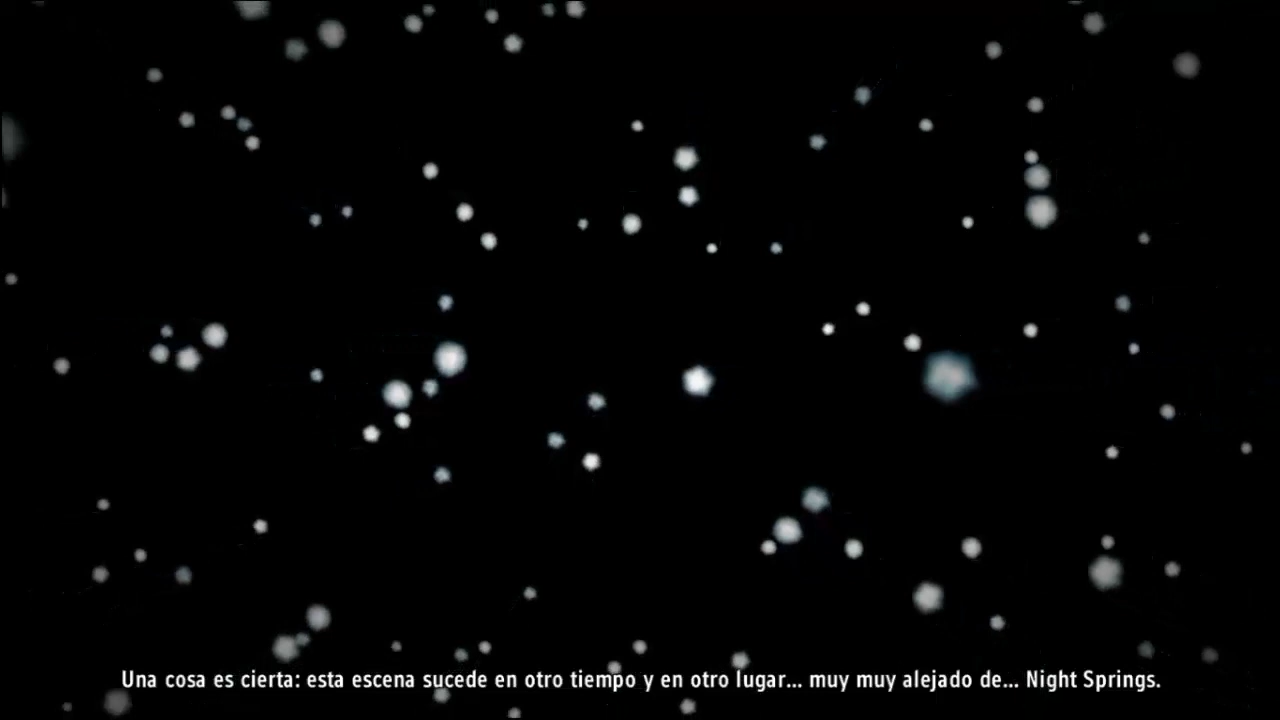 Una cosa es cierta: esta escena sucede en otro tiempo y en otro lugar... muy muy alejado de... Night Springs.